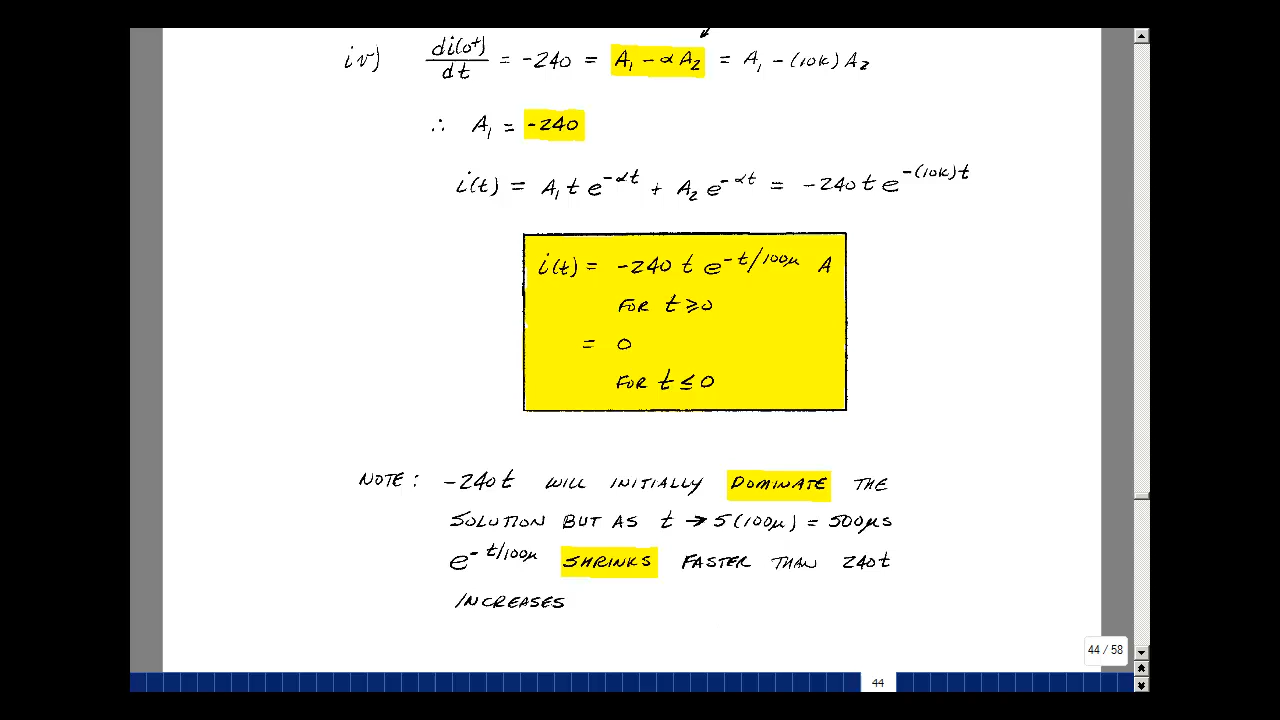 iv) di(0⁺)/dt = -240 = A₁ - αA₂ = A₁ - (10k) A₂
∴ A₁ = -240
i(t) = A₁ t e^-αt + A₂ e^-αt = -240 t e^-(10k)t
i(t) = -240 t e^-t/100μ A
FOR t ≥ 0
= 0
FOR t ≤ 0
NOTE: -240t WILL INITIALLY DOMINATE THE
SOLUTION BUT AS t → 5(100μ) = 500μs
e^-t/100μ SHRINKS FASTER THAN 240t
INCREASES
44 / 58
44